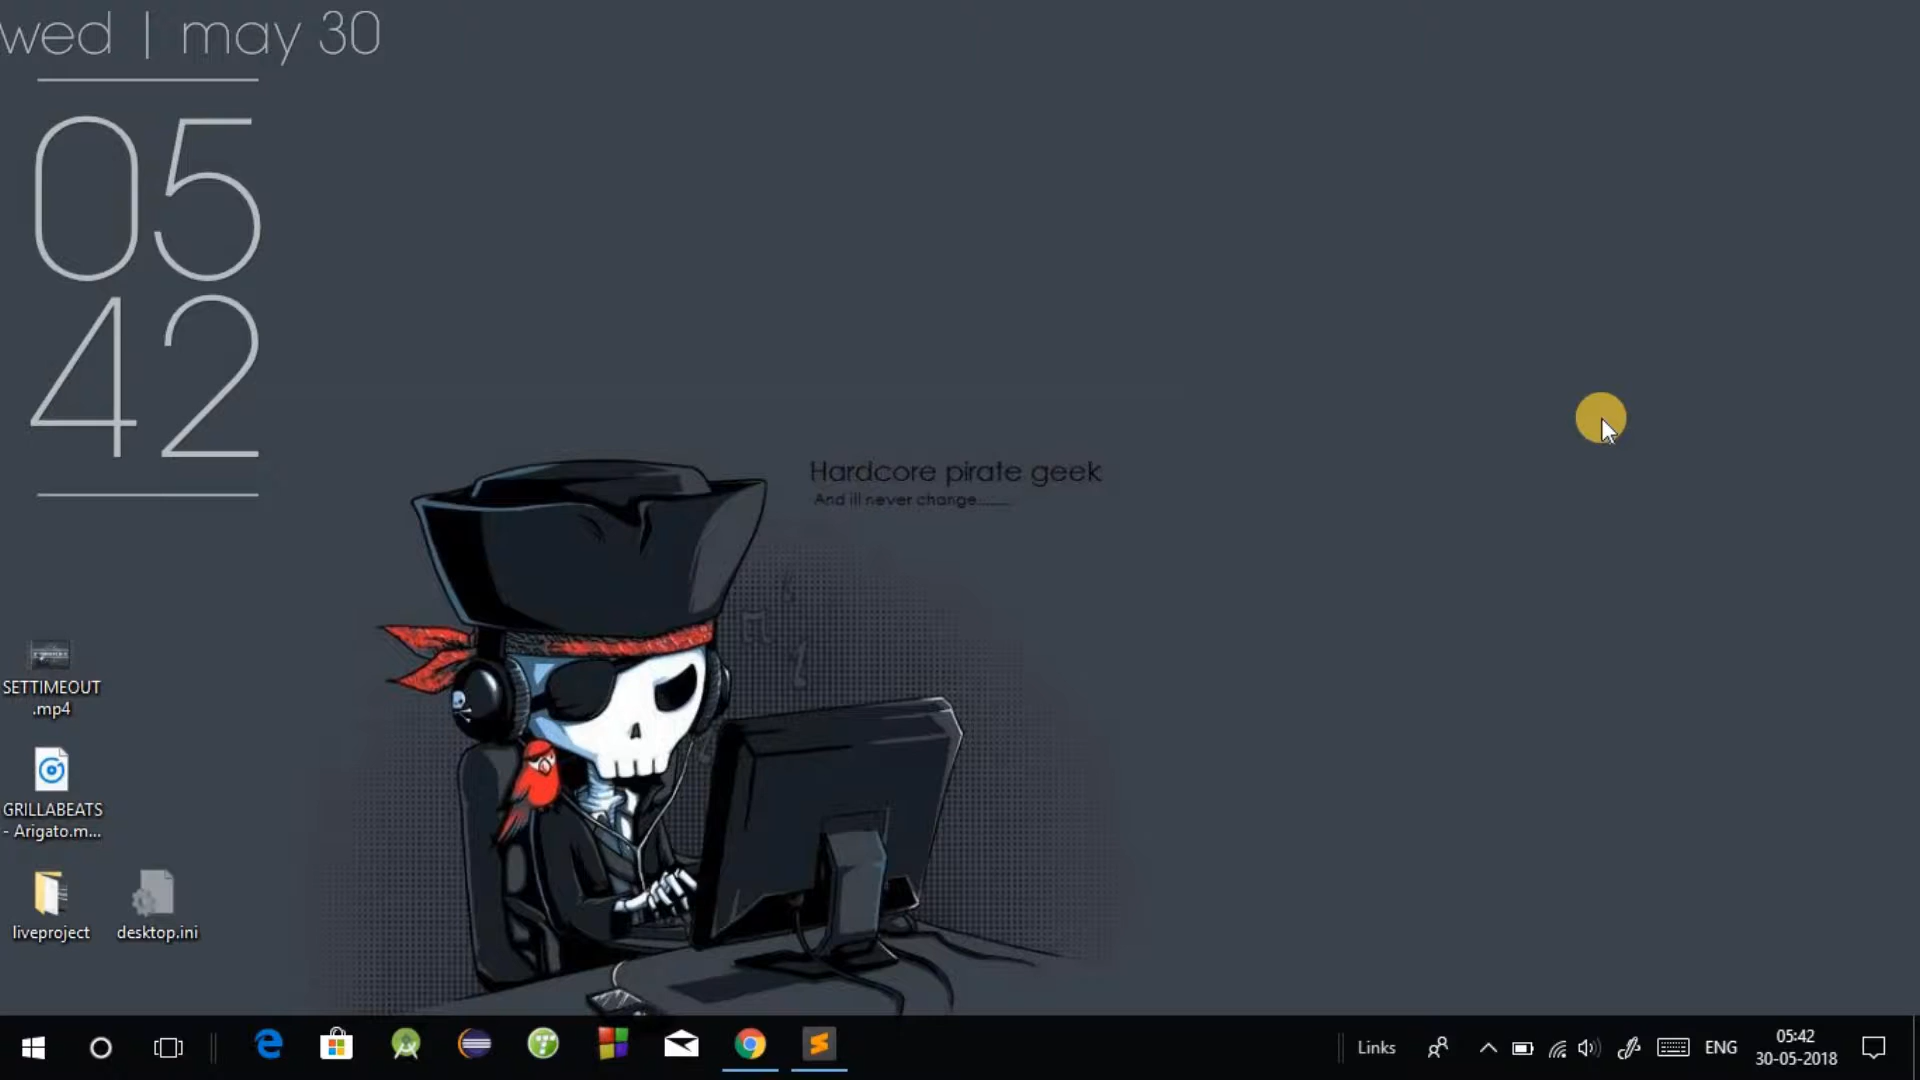 wed | may 30
05
42
Hardcore pirate geek
And ill never change........
SETTIMEOUT
.mp4
GRILLABEATS
- Arigato.m...
liveproject
desktop.ini
Links
ENG
05:42
30-05-2018